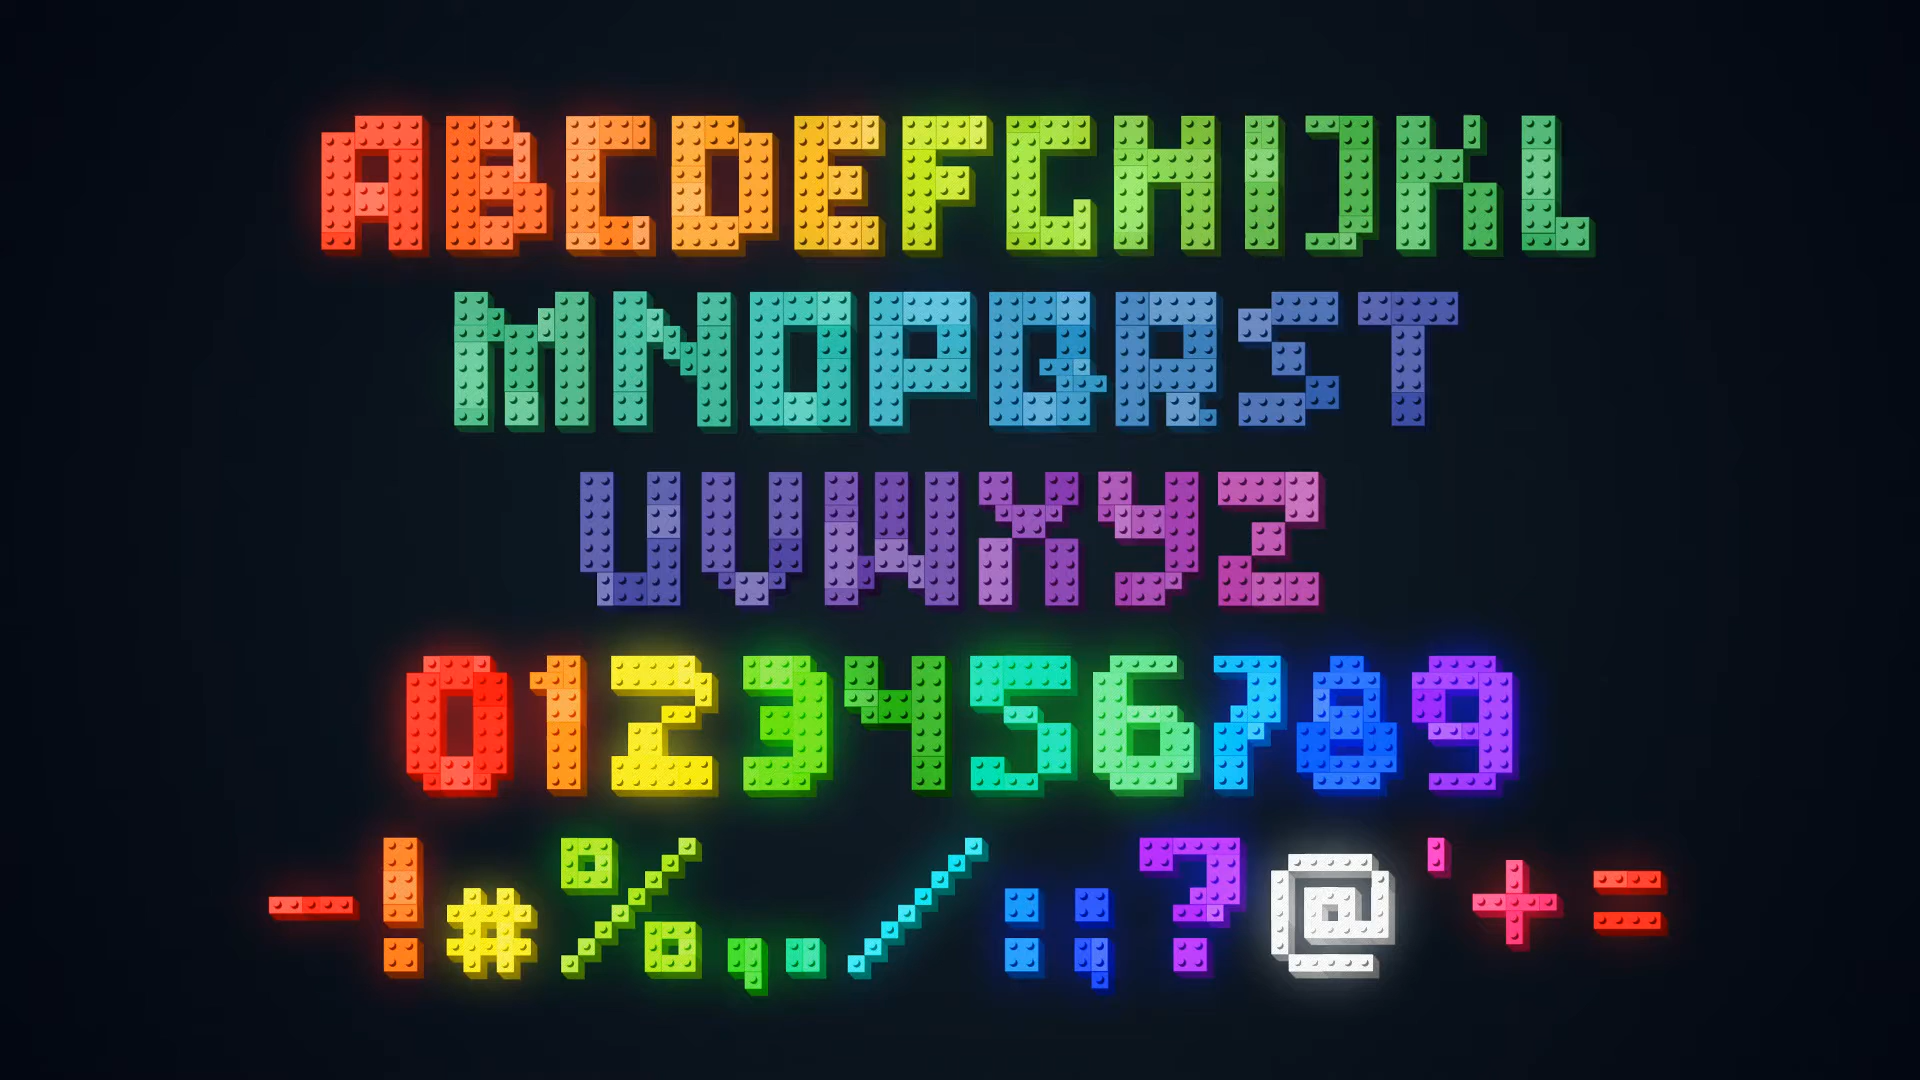 ABCDEFGHIJKL
MNOPQRST
UVWXYZ
0123456789
-!#%,./:;?@'+=